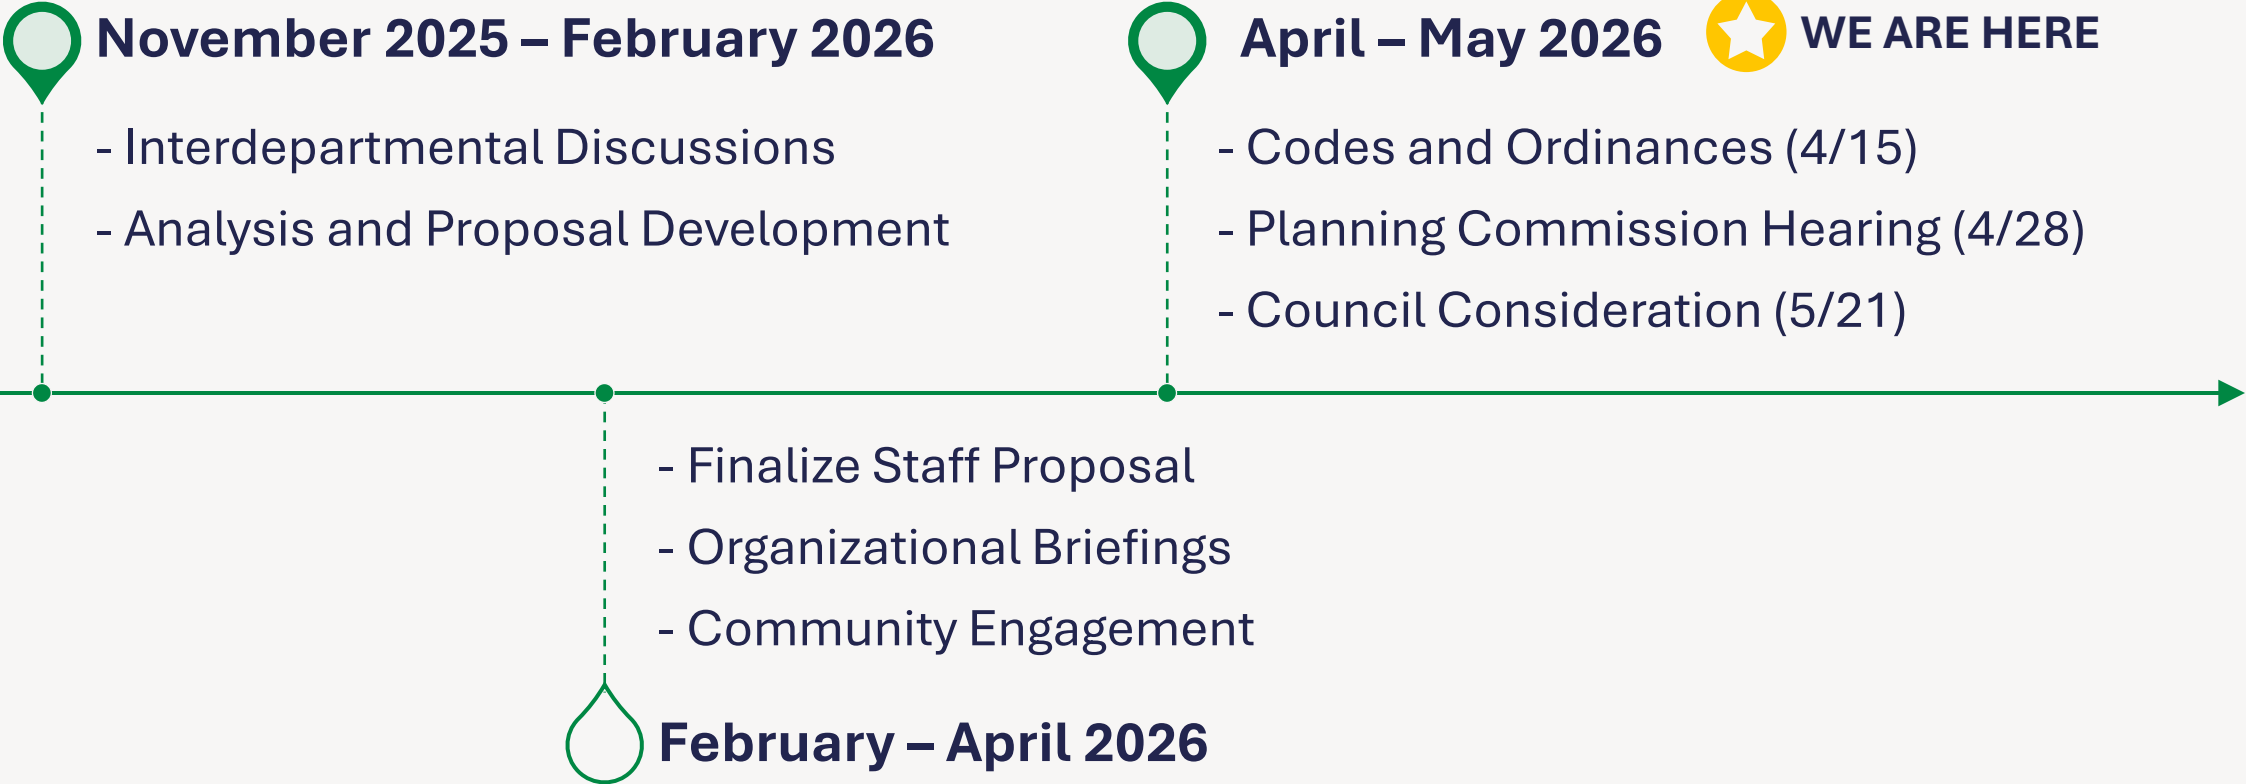 November 2025 – February 2026
- Interdepartmental Discussions
- Analysis and Proposal Development
April – May 2026
WE ARE HERE
- Codes and Ordinances (4/15)
- Planning Commission Hearing (4/28)
- Council Consideration (5/21)
- Finalize Staff Proposal
- Organizational Briefings
- Community Engagement
February – April 2026